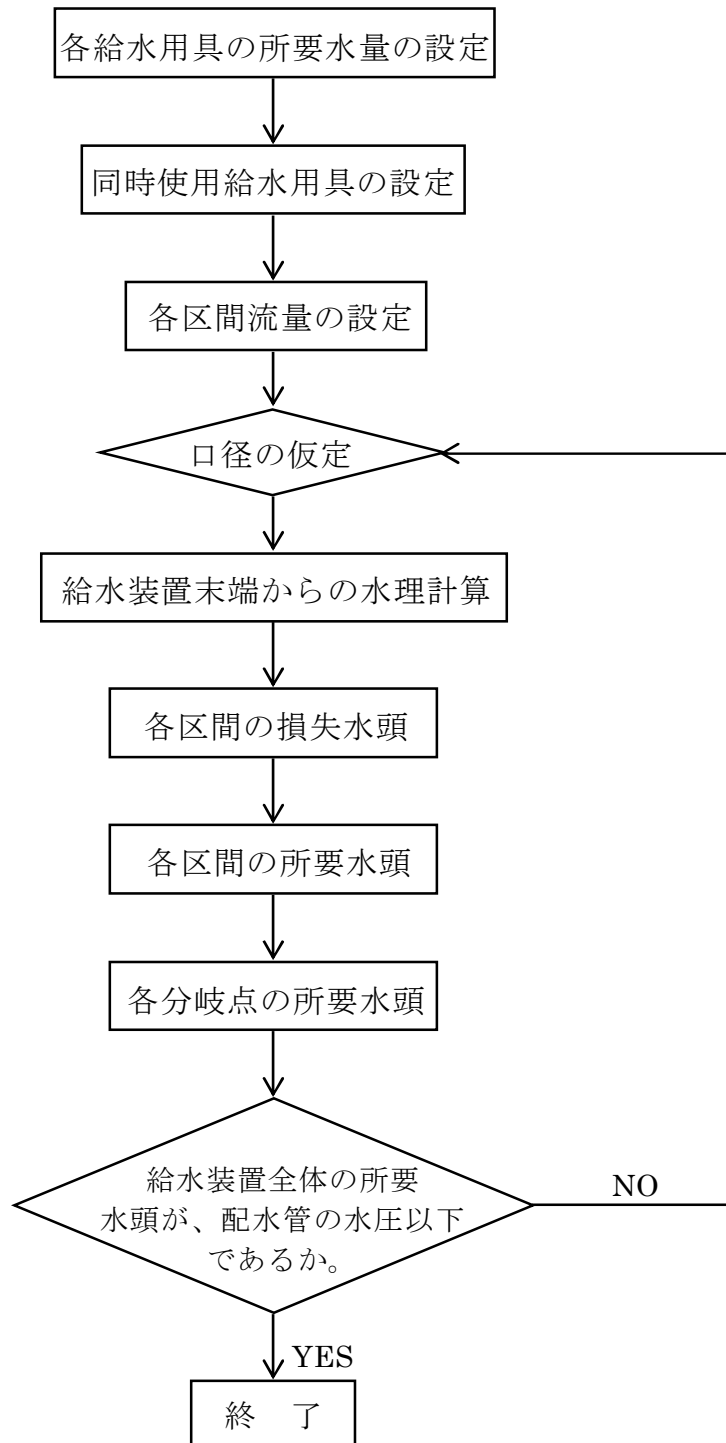 各給水用具の所要水量の設定
同時使用給水用具の設定
各区間流量の設定
口径の仮定
給水装置末端からの水理計算
各区間の損失水頭
各区間の所要水頭
各分岐点の所要水頭
給水装置全体の所要
水頭が、配水管の水圧以下
であるか。
NO
YES
終　了